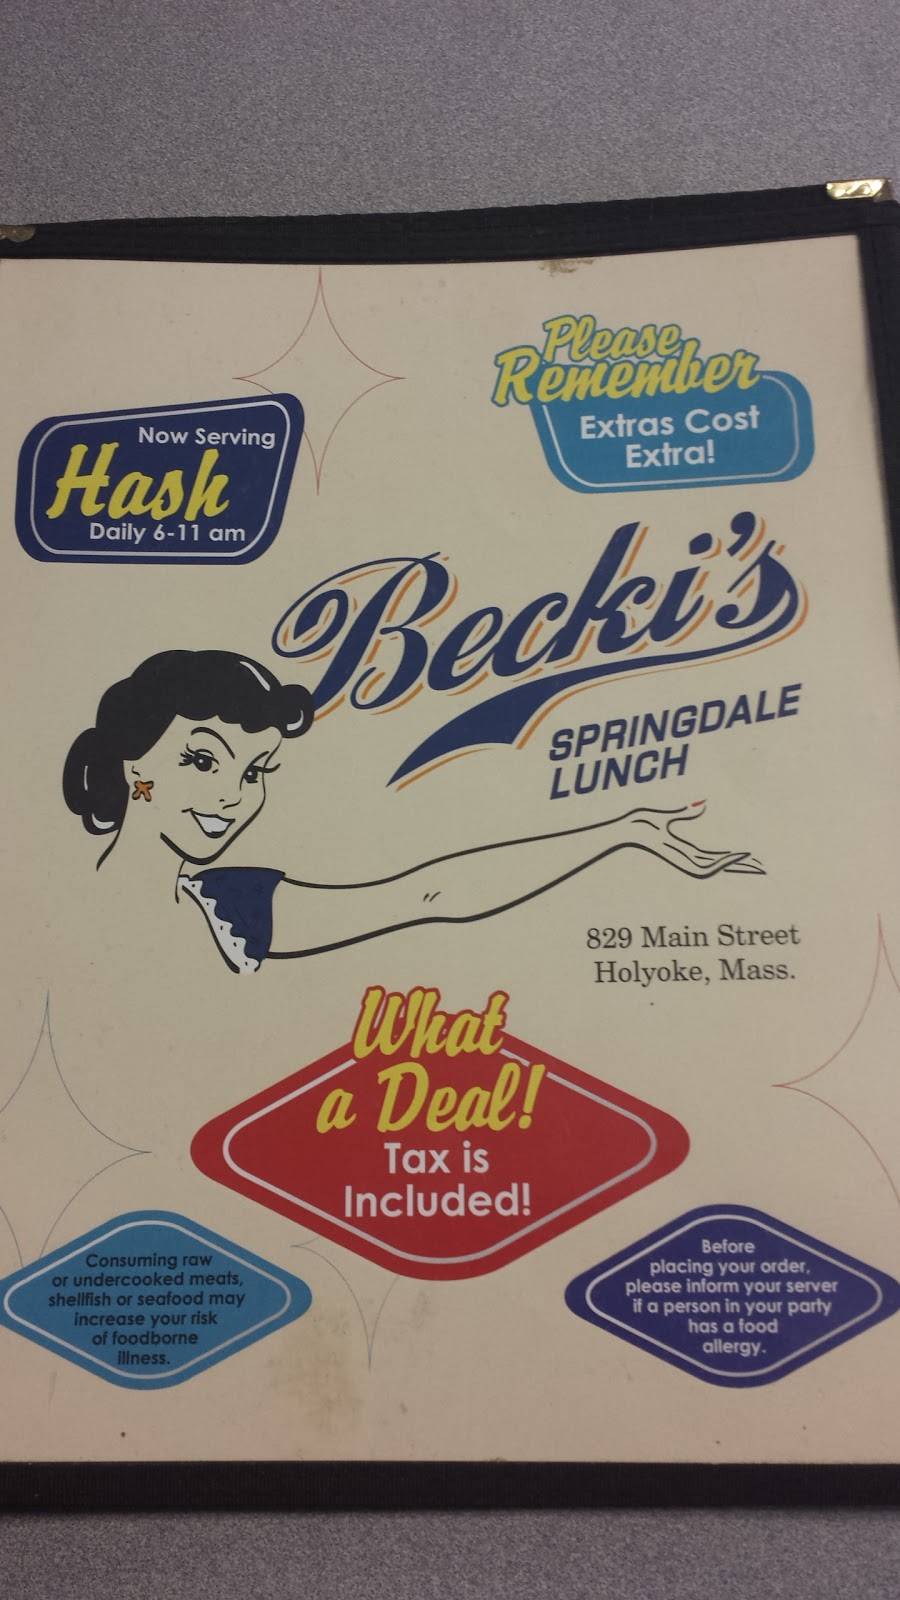 Please
Remember
Extras Cost
Extra!
Now Serving
Hash
Daily 6-11 am
Becki's
SPRINGDALE
LUNCH
829 Main Street
Holyoke, Mass.
What
a Deal!
Tax is
Included!
Consuming raw
or undercooked meats,
shellfish or seafood may
increase your risk
of foodborne
illness.
Before
placing your order,
please inform your server
if a person in your party
has a food
allergy.